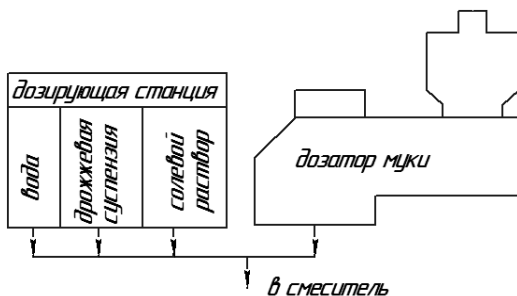 дозирующая станция
вода
дрожжевая
суспензия
солевой
раствор
дозатор муки
в смеситель